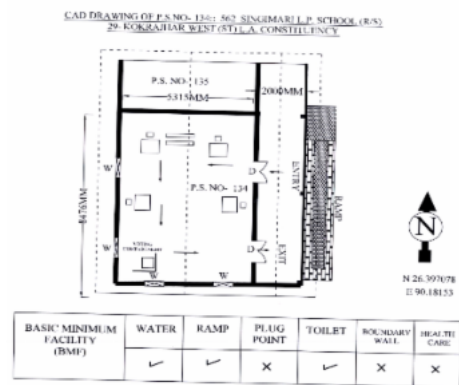 CAD DRAWING OF P.S NO- 134: 562 SINGIMARI L.P. SCHOOL (R/S)
29- KOKRAJHAR WEST (ST) L.A. CONSTITUENCY
P.S. NO- 135
5315MM
2000MM
W
D
ENTRY
P.S. NO- 134
RAMP
8476MM
N
W
D
EXIT
N 26.397078
E 90.18153
W
W
BASIC MINIMUM FACILITY (BMF)
WATER
RAMP
PLUG POINT
TOILET
BOUNDARY WALL
HEALTH CARE
✓ ✓ × ✓ × ×